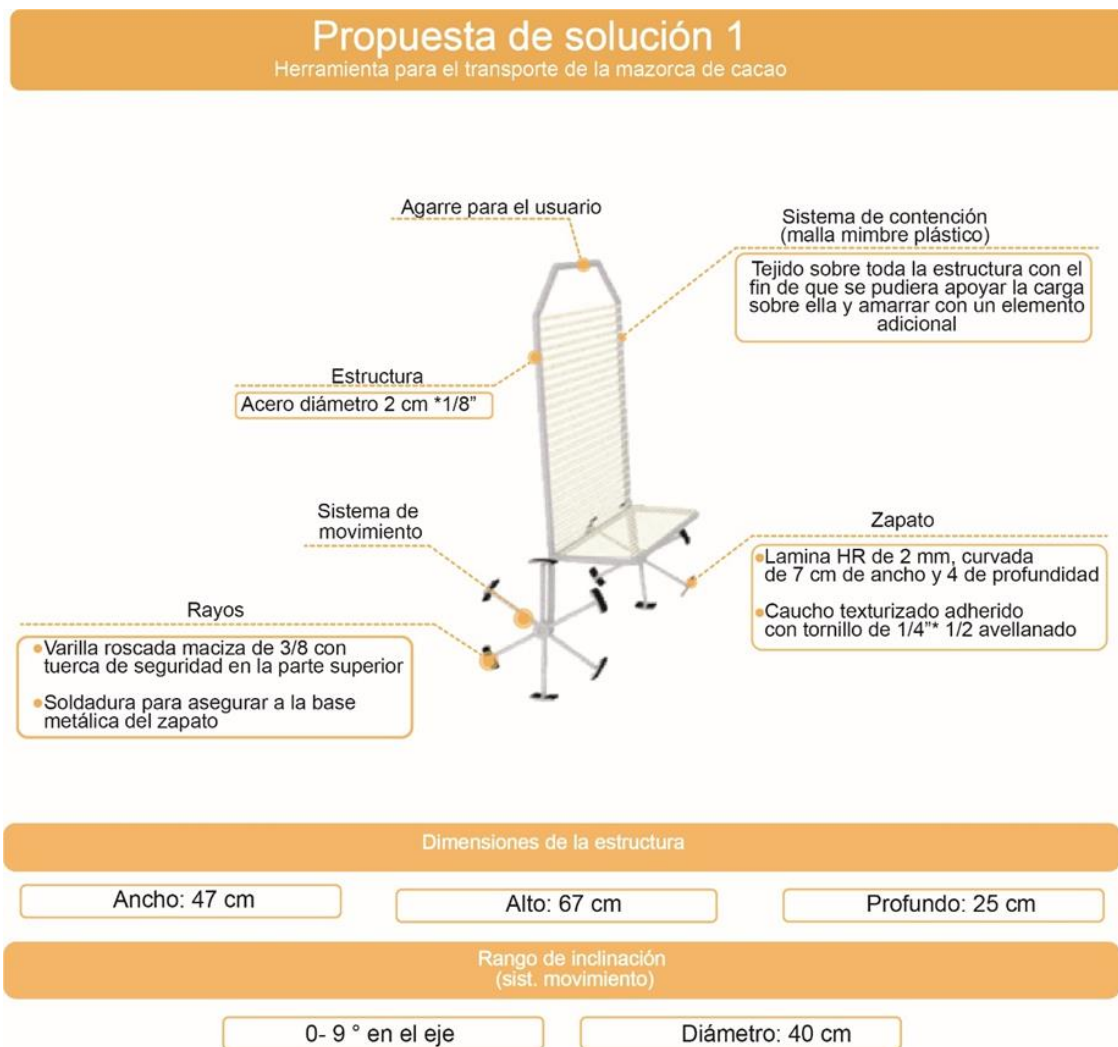 Propuesta de solución 1
Herramienta para el transporte de la mazorca de cacao
Agarre para el usuario
Sistema de contención
(malla mimbre plástico)
Tejido sobre toda la estructura con el
fin de que se pudiera apoyar la carga
sobre ella y amarrar con un elemento
adicional
Estructura
Acero diámetro 2 cm *1/8”
Sistema de
movimiento
Zapato
Lamina HR de 2 mm, curvada
de 7 cm de ancho y 4 de profundidad
Caucho texturizado adherido
con tornillo de 1/4”* 1/2 avellanado
Rayos
Varilla roscada maciza de 3/8 con
tuerca de seguridad en la parte superior
Soldadura para asegurar a la base
metálica del zapato
Dimensiones de la estructura
Ancho: 47 cm
Alto: 67 cm
Profundo: 25 cm
Rango de inclinación
(sist. movimiento)
0- 9 ° en el eje
Diámetro: 40 cm